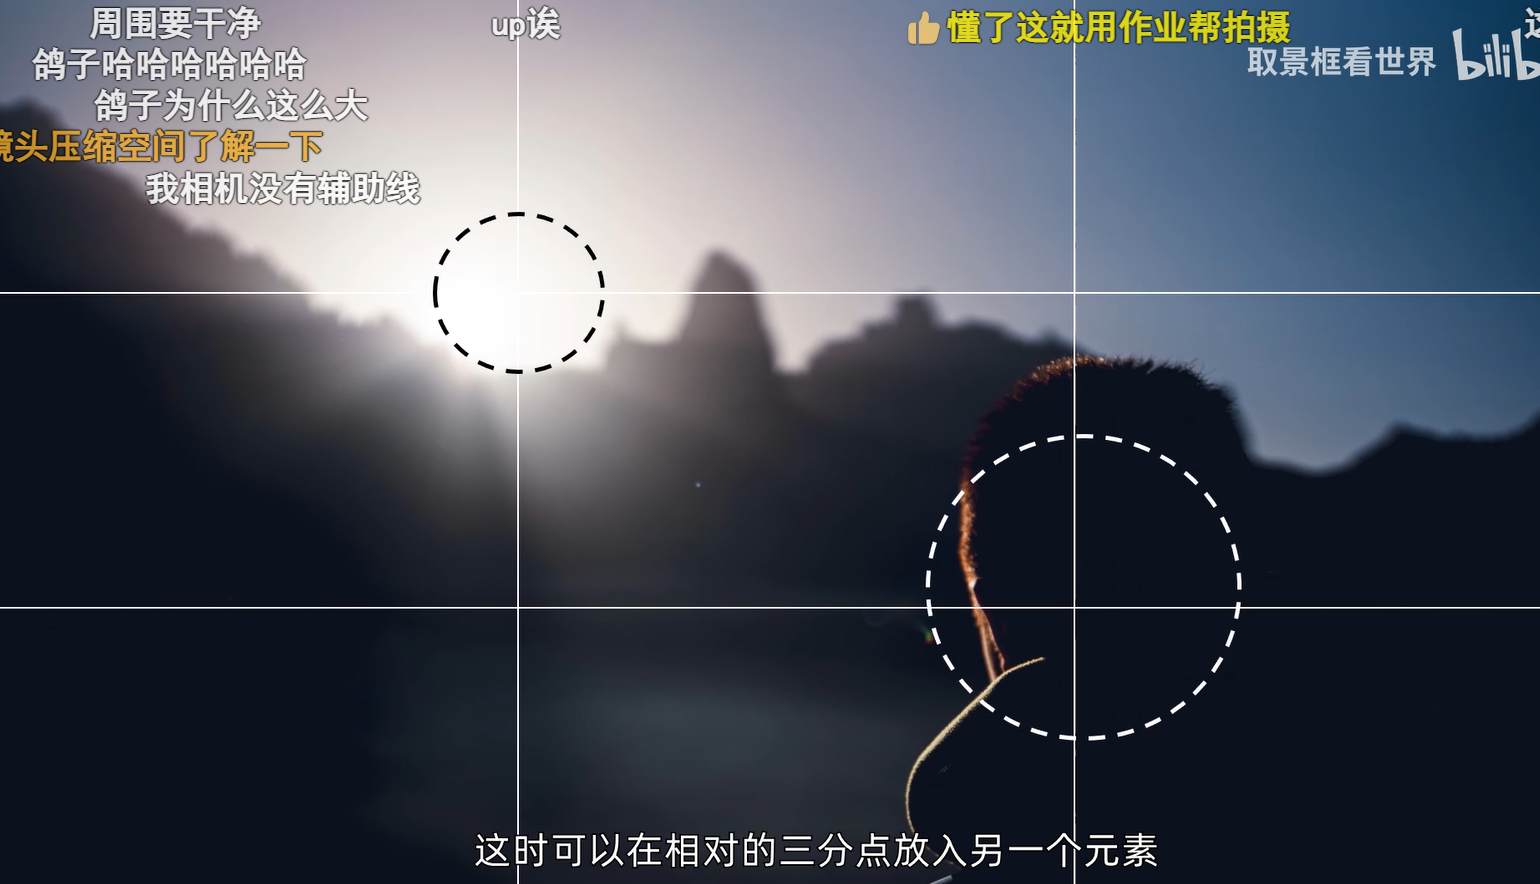 周围要干净
up诶
懂了这就用作业帮拍摄
鸽子哈哈哈哈哈哈
取景框看世界
鸽子为什么这么大
镜头压缩空间了解一下
我相机没有辅助线
这时可以在相对的三分点放入另一个元素